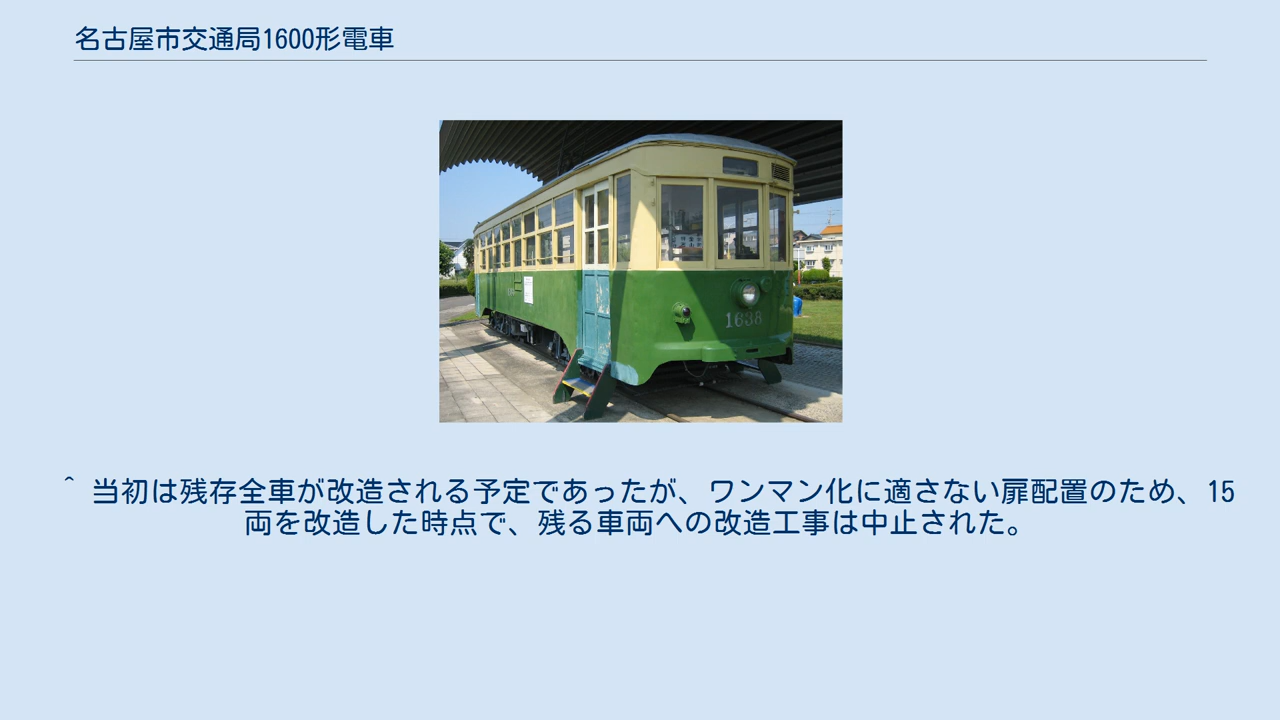 名古屋市交通局1600形電車
1638
^ 当初は残存全車が改造される予定であったが、ワンマン化に適さない扉配置のため、15
両を改造した時点で、残る車両への改造工事は中止された。